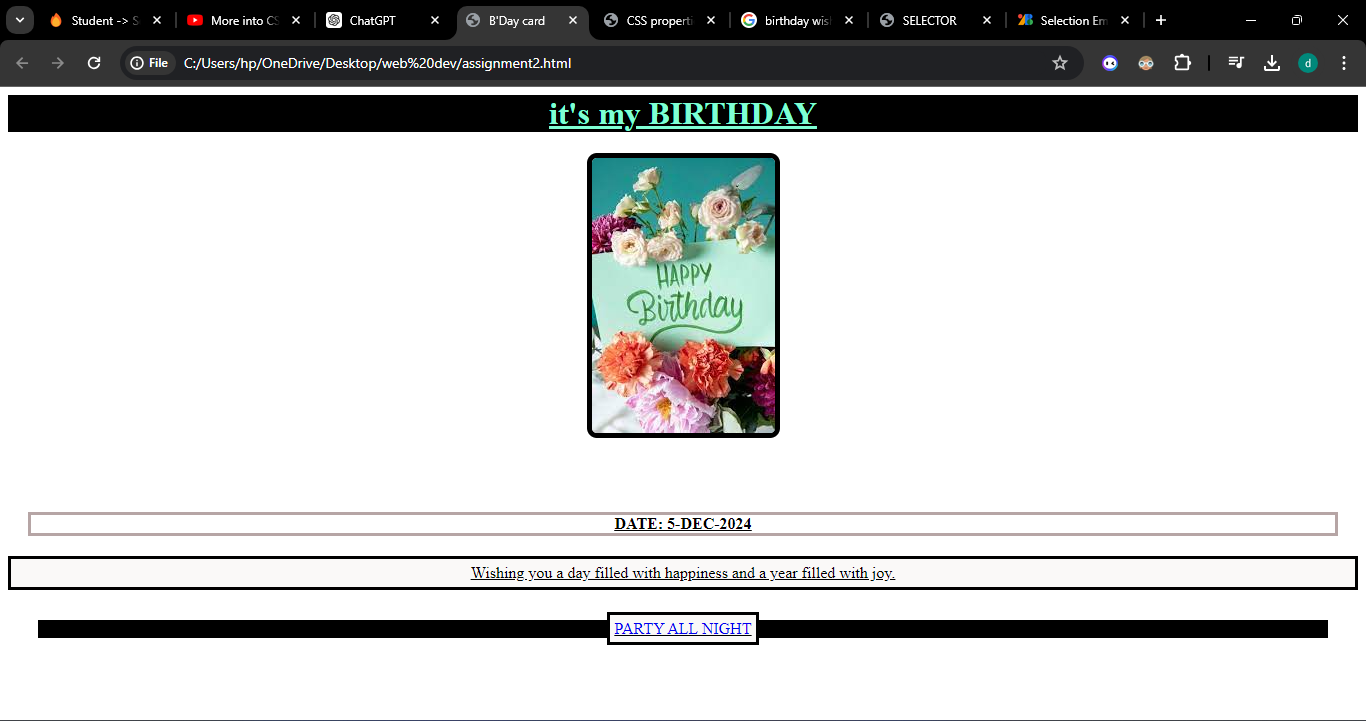 Student -> S
More into CS
ChatGPT
B'Day card
CSS properti
birthday wis
SELECTOR
Selection Em
File
C:/Users/hp/OneDrive/Desktop/web%20dev/assignment2.html
d
it's my BIRTHDAY
HAPPY
Birthday
DATE: 5-DEC-2024
Wishing you a day filled with happiness and a year filled with joy.
PARTY ALL NIGHT